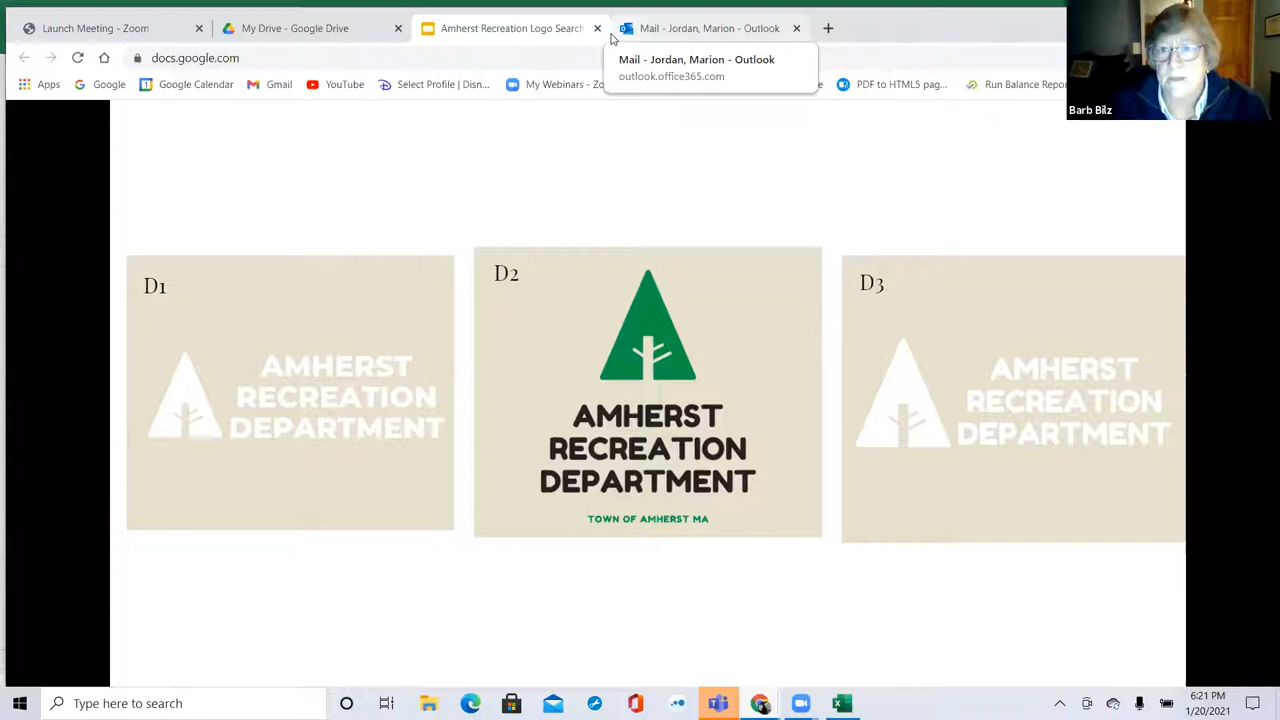 Launch Meeting - Zoom
My Drive - Google Drive
Amherst Recreation Logo Search
Mail - Jordan, Marion - Outlook
docs.google.com
Mail - Jordan, Marion - Outlook
outlook.office365.com
Apps
Google
Google Calendar
Gmail
YouTube
Select Profile | Disn...
My Webinars - Zo
PDF to HTML5 pag...
Run Balance Repor
Barb Bilz
D1
AMHERST
RECREATION
DEPARTMENT
D2
AMHERST
RECREATION
DEPARTMENT
TOWN OF AMHERST MA
D3
AMHERST
RECREATION
DEPARTMENT
Type here to search
6:21 PM
1/20/2021